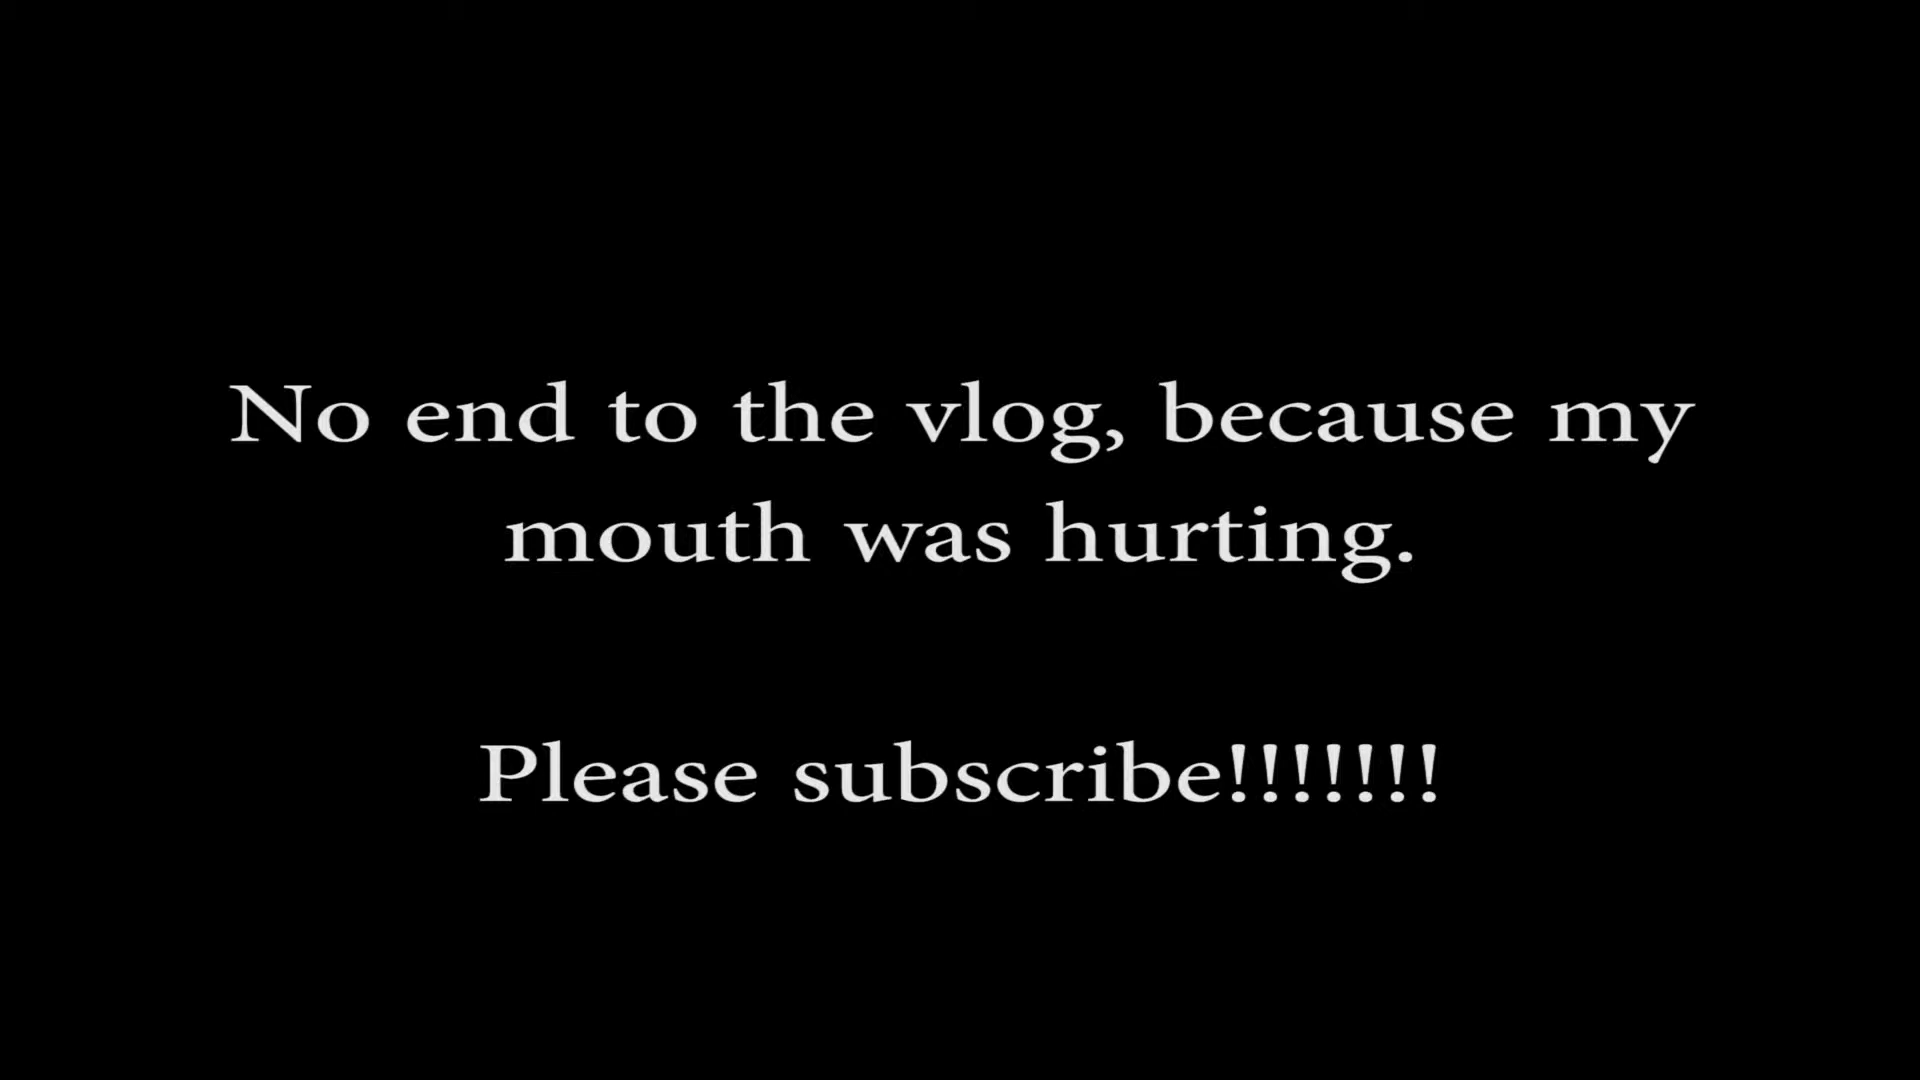 No end to the vlog, because my
mouth was hurting.
Please subscribe!!!!!!!